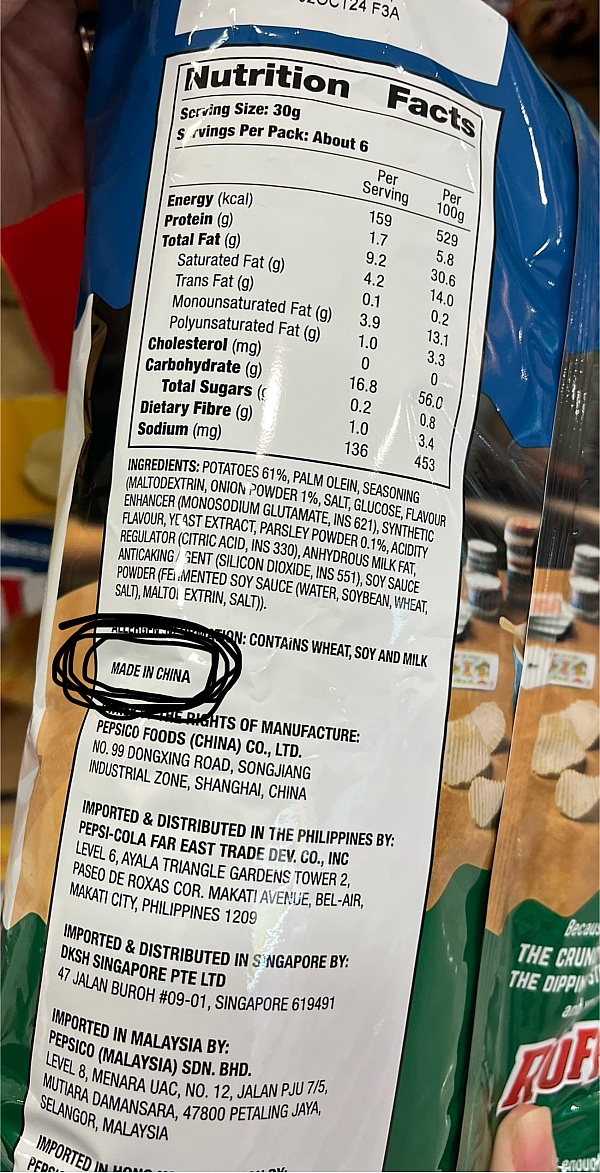 2OCT24 F3A
Nutrition Facts
Serving Size: 30g
Servings Per Pack: About 6
Per Serving Per 100g
Energy (kcal) 159 529
Protein (g) 1.7 5.8
Total Fat (g) 9.2 30.6
Saturated Fat (g) 4.2 14.0
Trans Fat (g) 0.1 0.2
Monounsaturated Fat (g) 3.9 13.1
Polyunsaturated Fat (g) 1.0 3.3
Cholesterol (mg) 0 0
Carbohydrate (g) 16.8 56.0
Total Sugars (g 0.2 0.8
Dietary Fibre (g) 1.0 3.4
Sodium (mg) 136 453
INGREDIENTS: POTATOES 61%, PALM OLEIN, SEASONING
(MALTODEXTRIN, ONION POWDER 1%, SALT, GLUCOSE, FLAVOUR
ENHANCER (MONOSODIUM GLUTAMATE, INS 621), SYNTHETIC
FLAVOUR, YEAST EXTRACT, PARSLEY POWDER 0.1%, ACIDITY
REGULATOR (CITRIC ACID, INS 330), ANHYDROUS MILK FAT,
ANTICAKING AGENT (SILICON DIOXIDE, INS 551), SOY SAUCE
POWDER (FERMENTED SOY SAUCE (WATER, SOYBEAN, WHEAT,
SALT), MALTODEXTRIN, SALT)).
ALLERGEN INFORMATION: CONTAINS WHEAT, SOY AND MILK
MADE IN CHINA
THE RIGHTS OF MANUFACTURE:
PEPSICO FOODS (CHINA) CO., LTD.
NO. 99 DONGXING ROAD, SONGJIANG
INDUSTRIAL ZONE, SHANGHAI, CHINA
IMPORTED & DISTRIBUTED IN THE PHILIPPINES BY:
PEPSI-COLA FAR EAST TRADE DEV. CO., INC
LEVEL 6, AYALA TRIANGLE GARDENS TOWER 2,
PASEO DE ROXAS COR. MAKATI AVENUE, BEL-AIR,
MAKATI CITY, PHILIPPINES 1209
IMPORTED & DISTRIBUTED IN SINGAPORE BY:
DKSH SINGAPORE PTE LTD
47 JALAN BUROH #09-01, SINGAPORE 619491
IMPORTED IN MALAYSIA BY:
PEPSICO (MALAYSIA) SDN. BHD.
LEVEL 8, MENARA UAC, NO. 12, JALAN PJU 7/5,
MUTIARA DAMANSARA, 47800 PETALING JAYA,
SELANGOR, MALAYSIA
IMPORTED IN
Becau
THE CRUN
THE DIPPIN
an
RUFF